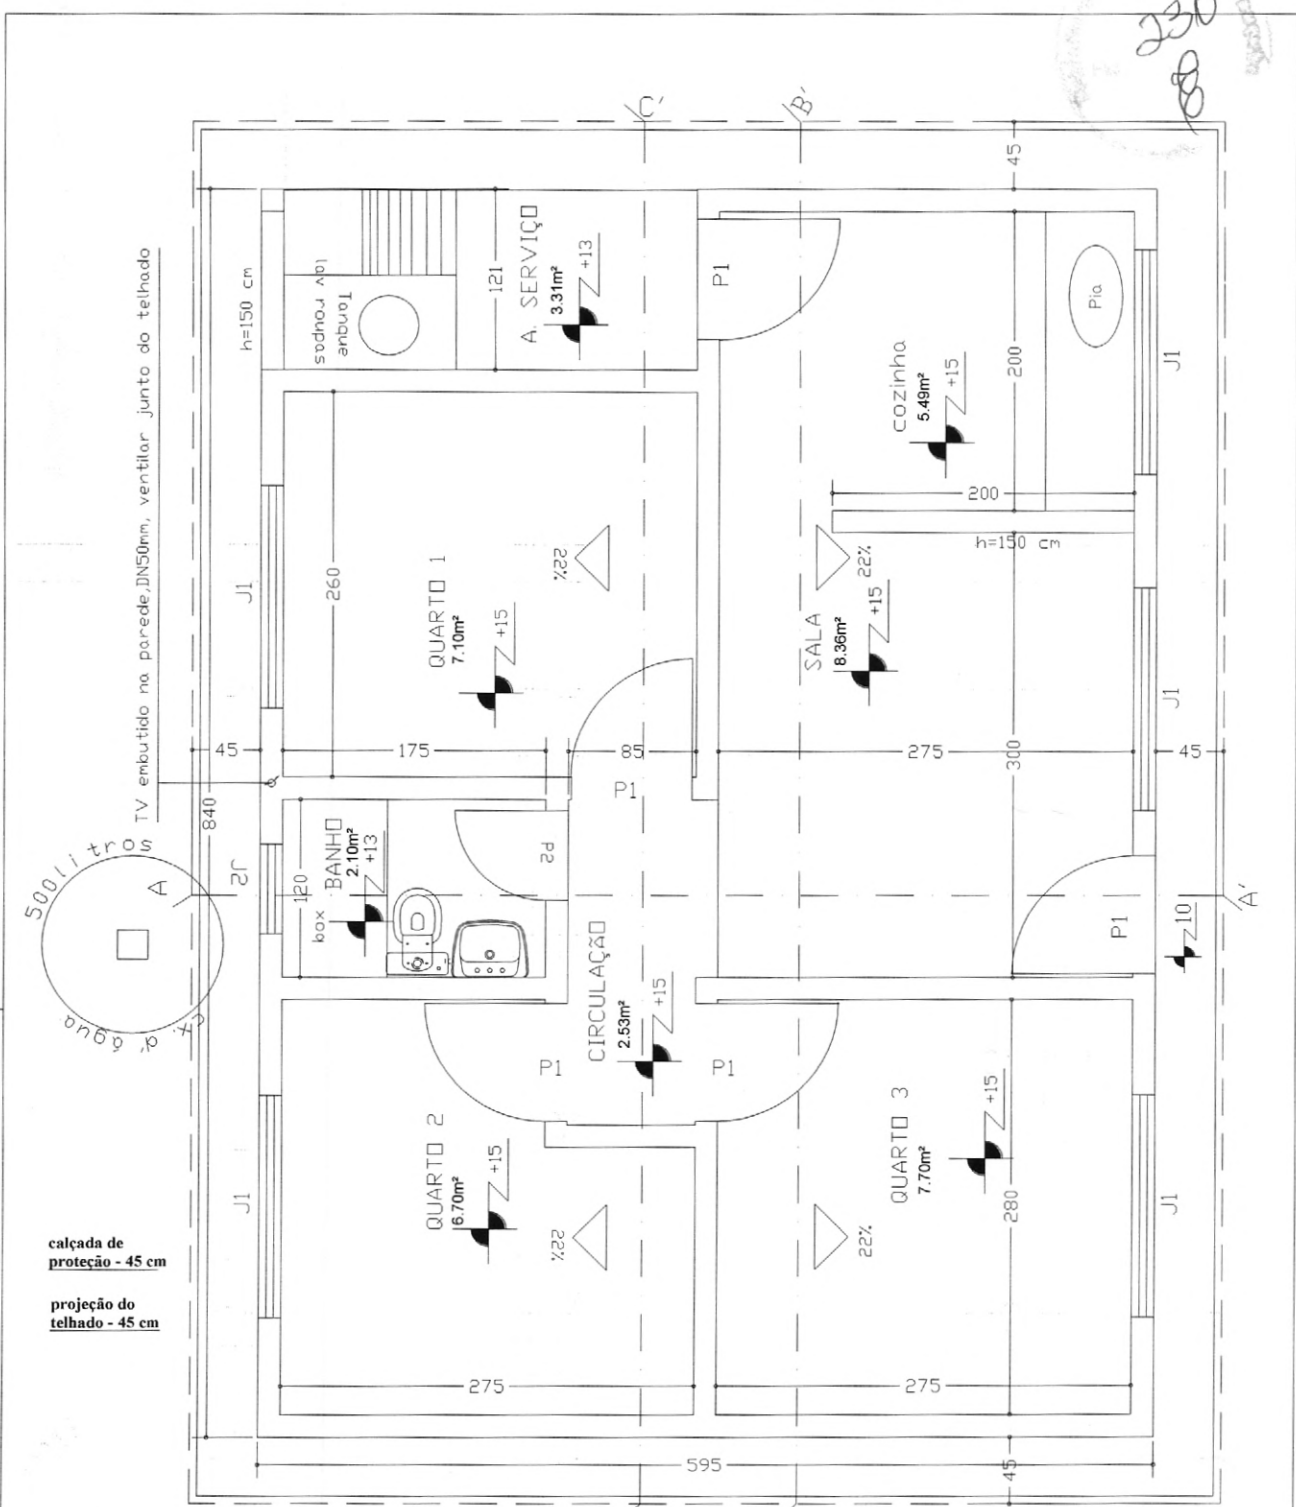 230
C'
B'
45
TV embutido na parede,DN50mm, ventilar junto do telhado
h=150 cm
lav roupas
Tanque
121
A. SERVIÇO
3.31m²
+13
P1
Pia
J1
COZINHA
5.49m²
+15
200
200
h=150 cm
J1
260
QUARTO 1
7.10m²
+15
22%
22%
SALA
8.36m²
+15
J1
45
175
85
275
300
45
P1
840
500litros
cx. d'água
A
J2
120
BANHO
2.10m²
+13
box
P2
CIRCULAÇÃO
2.53m²
+15
P1
A'
10
P1
P1
J1
QUARTO 2
6.70m²
+15
22%
QUARTO 3
7.70m²
+15
22%
280
J1
calçada de
proteção - 45 cm
projeção do
telhado - 45 cm
275
275
595
45